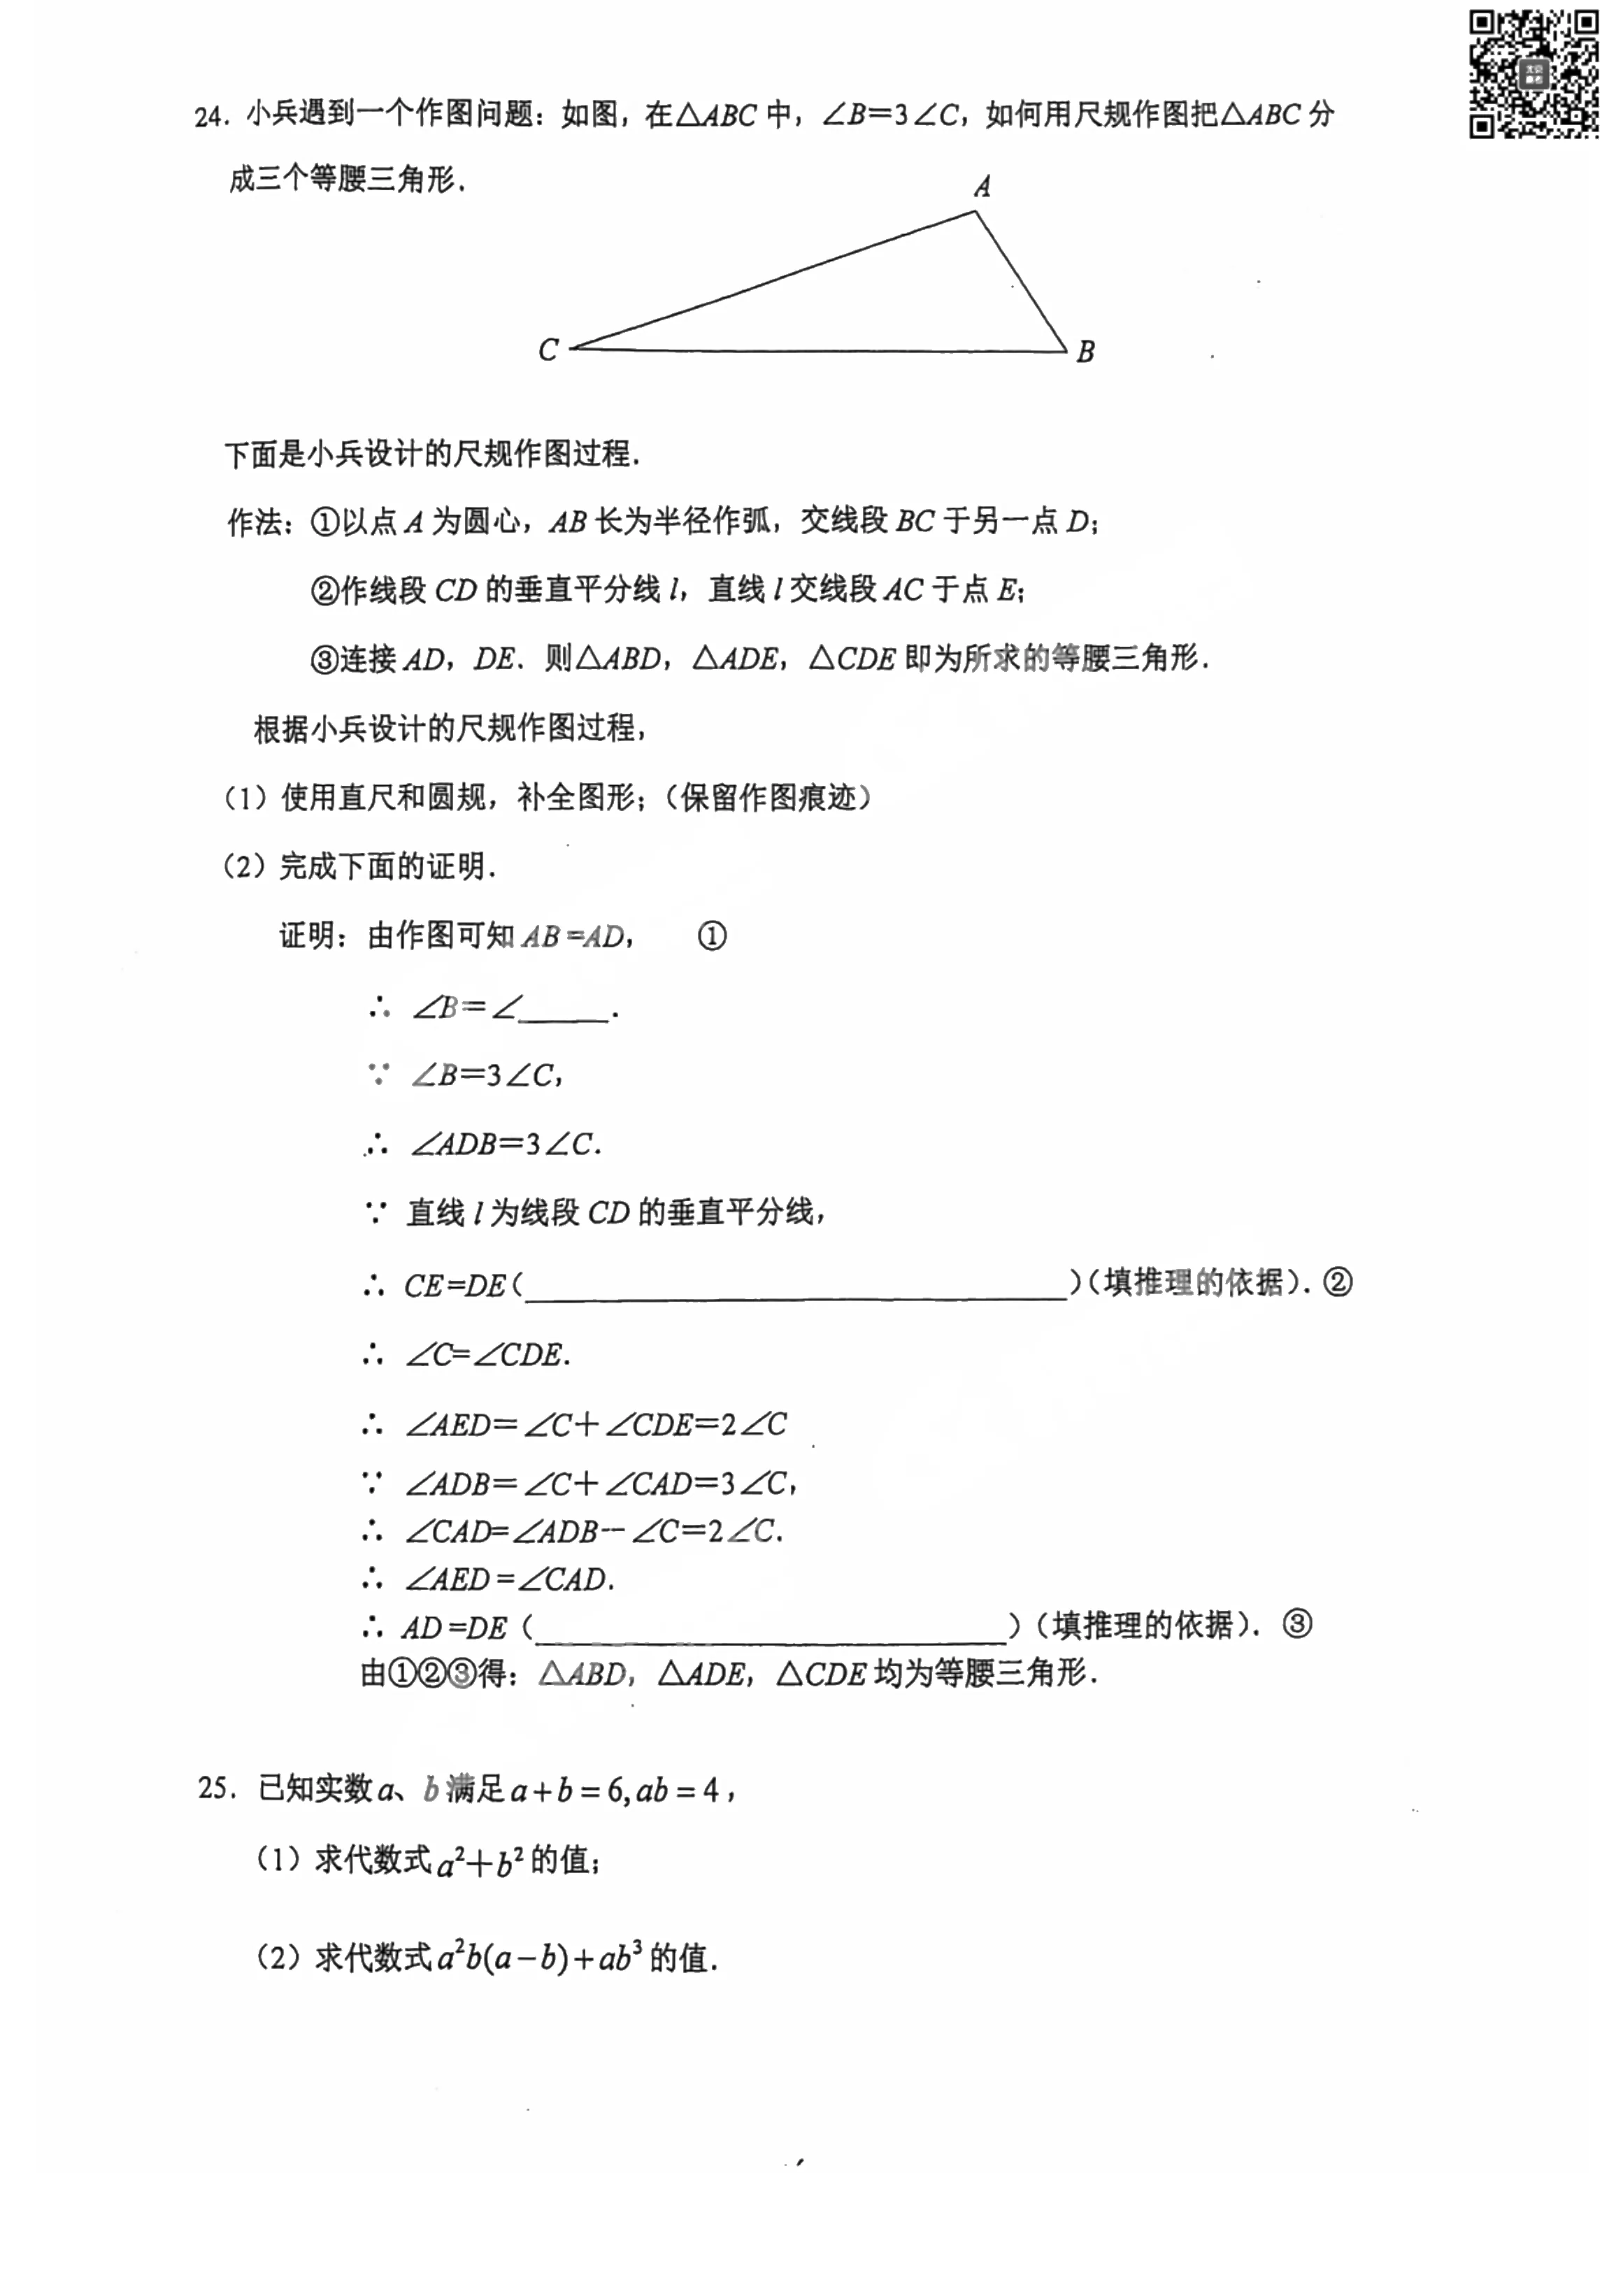 24. 小兵遇到一个作图问题：如图，在△ABC 中，∠B=3∠C，如何用尺规作图把△ABC 分
成三个等腰三角形．
A
C
B
下面是小兵设计的尺规作图过程．
作法：①以点 A 为圆心，AB 长为半径作弧，交线段 BC 于另一点 D；
②作线段 CD 的垂直平分线 l，直线 l 交线段 AC 于点 E；
③连接 AD，DE．则△ABD，△ADE，△CDE 即为所求的等腰三角形．
根据小兵设计的尺规作图过程，
（1）使用直尺和圆规，补全图形；（保留作图痕迹）
（2）完成下面的证明．
证明：由作图可知 AB=AD， ①
∴ ∠B=∠______．
∵ ∠B=3∠C，
∴ ∠ADB=3∠C．
∵ 直线 l 为线段 CD 的垂直平分线，
∴ CE=DE（______________________________）（填推理的依据）．②
∴ ∠C=∠CDE．
∴ ∠AED=∠C＋∠CDE=2∠C
∵ ∠ADB=∠C＋∠CAD=3∠C，
∴ ∠CAD=∠ADB－∠C=2∠C．
∴ ∠AED=∠CAD．
∴ AD=DE（__________________________）（填推理的依据）．③
由①②③得：△ABD，△ADE，△CDE 均为等腰三角形．
25. 已知实数a、b 满足 a+b=6,ab=4，
（1）求代数式 a²+b² 的值；
（2）求代数式 a²b(a−b)+ab³ 的值．